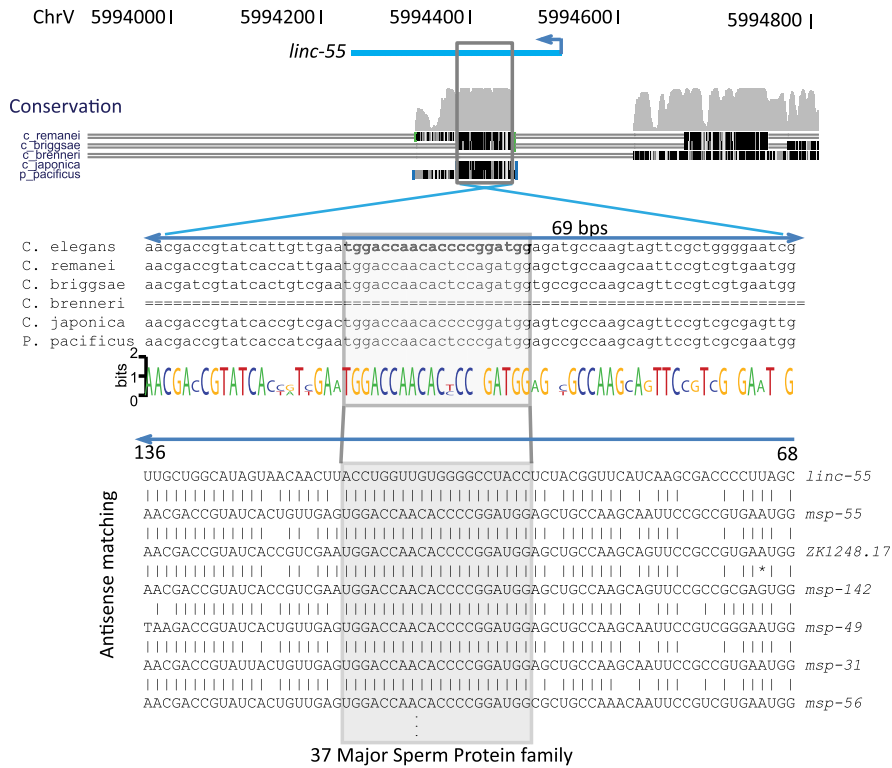 ChrV 5994000 5994200 5994400 5994600 5994800
linc-55
Conservation
c_remanei
c_briggsae
c_brenneri
c_japonica
p_pacificus
69 bps
C. elegans aacgaccgtatcattgttgaatggaccaacaccccggatggagatgccaagtagttcgctggggaatcg
C. remanei aacgaccgtatcaccattgaatggaccaacactccagatggagctgccaagcaattccgtcgtgaatgg
C. briggsae aacgatcgtatcactgtcgaatggaccaacactccggatggtgccgccaagcagttccgtcgtgaatgg
C. brenneri =====================================================================
C. japonica aacgaccgtatcaccgtcgactggaccaacaccccggatggagtcgccaagcagttccgtcgcgagttg
P. pacificus aacgaccgtatcaccatcgaatggaccaacactcccgatggagccgccaagcagttccgtcgcgaatgg
bits
2
1
0
136 68
Antisense matching
UUGCUGGCAUAGUAACAACUUACCUGGUUGUGGGGCCUACCUCUACGGUUCAUCAAGCGACCCCUUAGC linc-55
AACGACCGUAUCACUGUUGAGUGGACCAACACCCCGGAUGGAGCUGCCAAGCAAUUCCGCCGUGAAUGG msp-55
AACGACCGUAUCACCGUCGAAUGGACCAACACCCCGGAUGGAGCUGCCAAGCAGUUCCGCCGUGAAUGG ZK1248.17
*
AACGACCGUAUCACCGUCGAAUGGACCAACACCCCGGAUGGAGCUGCCAAGCAGUUCCGCCGCGAGUGG msp-142
TAAGACCGUAUCACUGUUGAGUGGACCAACACCCCGGAUGGAGCUGCCAAGCAAUUCCGUCGGGAAUGG msp-49
AACGACCGUAUUACUGUUGAGUGGACCAACACCCCGGAUGGAGCUGCCAAGCAAUUCCGCCGUGAAUGG msp-31
AACGACCGUAUCACUGUUGAGUGGACCAACACCCCGGAUGGCGCUGCCAAACAAUUCCGUCGUGAAUGG msp-56
37 Major Sperm Protein family